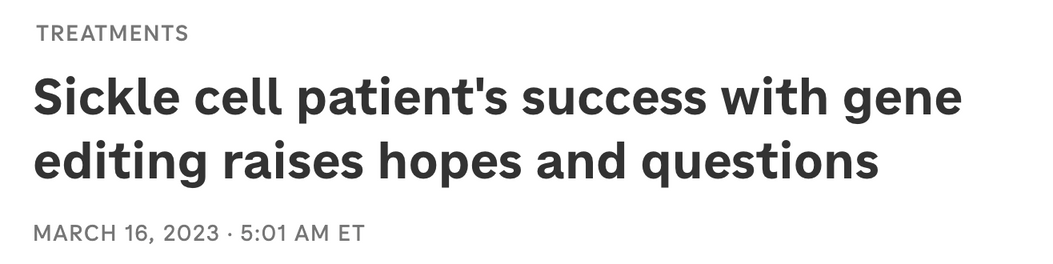 TREATMENTS
Sickle cell patient's success with gene
editing raises hopes and questions
MARCH 16, 2023 · 5:01 AM ET